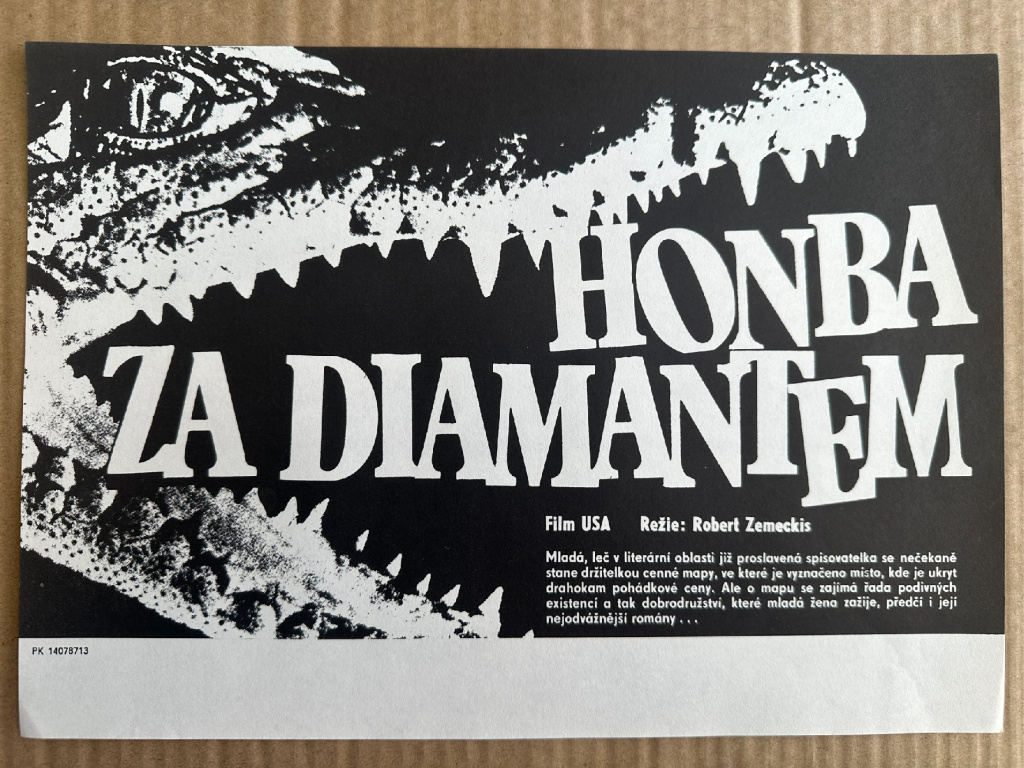 HONBA
ZA DIAMANTEM
Film USA Režie: Robert Zemeckis
Mladá, leč v literární oblasti již proslavená spisovatelka se nečekaně
stane držitelkou cenné mapy, ve které je vyznačeno místo, kde je ukryt
drahokam pohádkové ceny. Ale o mapu se zajímá řada podivných
existencí a tak dobrodružství, které mladá žena zažije, předčí i její
nejodvážnější romány . . .
PK 14078713